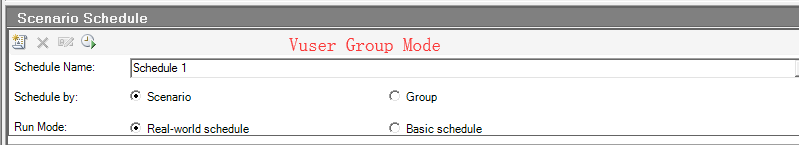 Scenario Schedule
Vuser Group Mode
Schedule Name: Schedule 1
Schedule by: Scenario Group
Run Mode: Real-world schedule Basic schedule